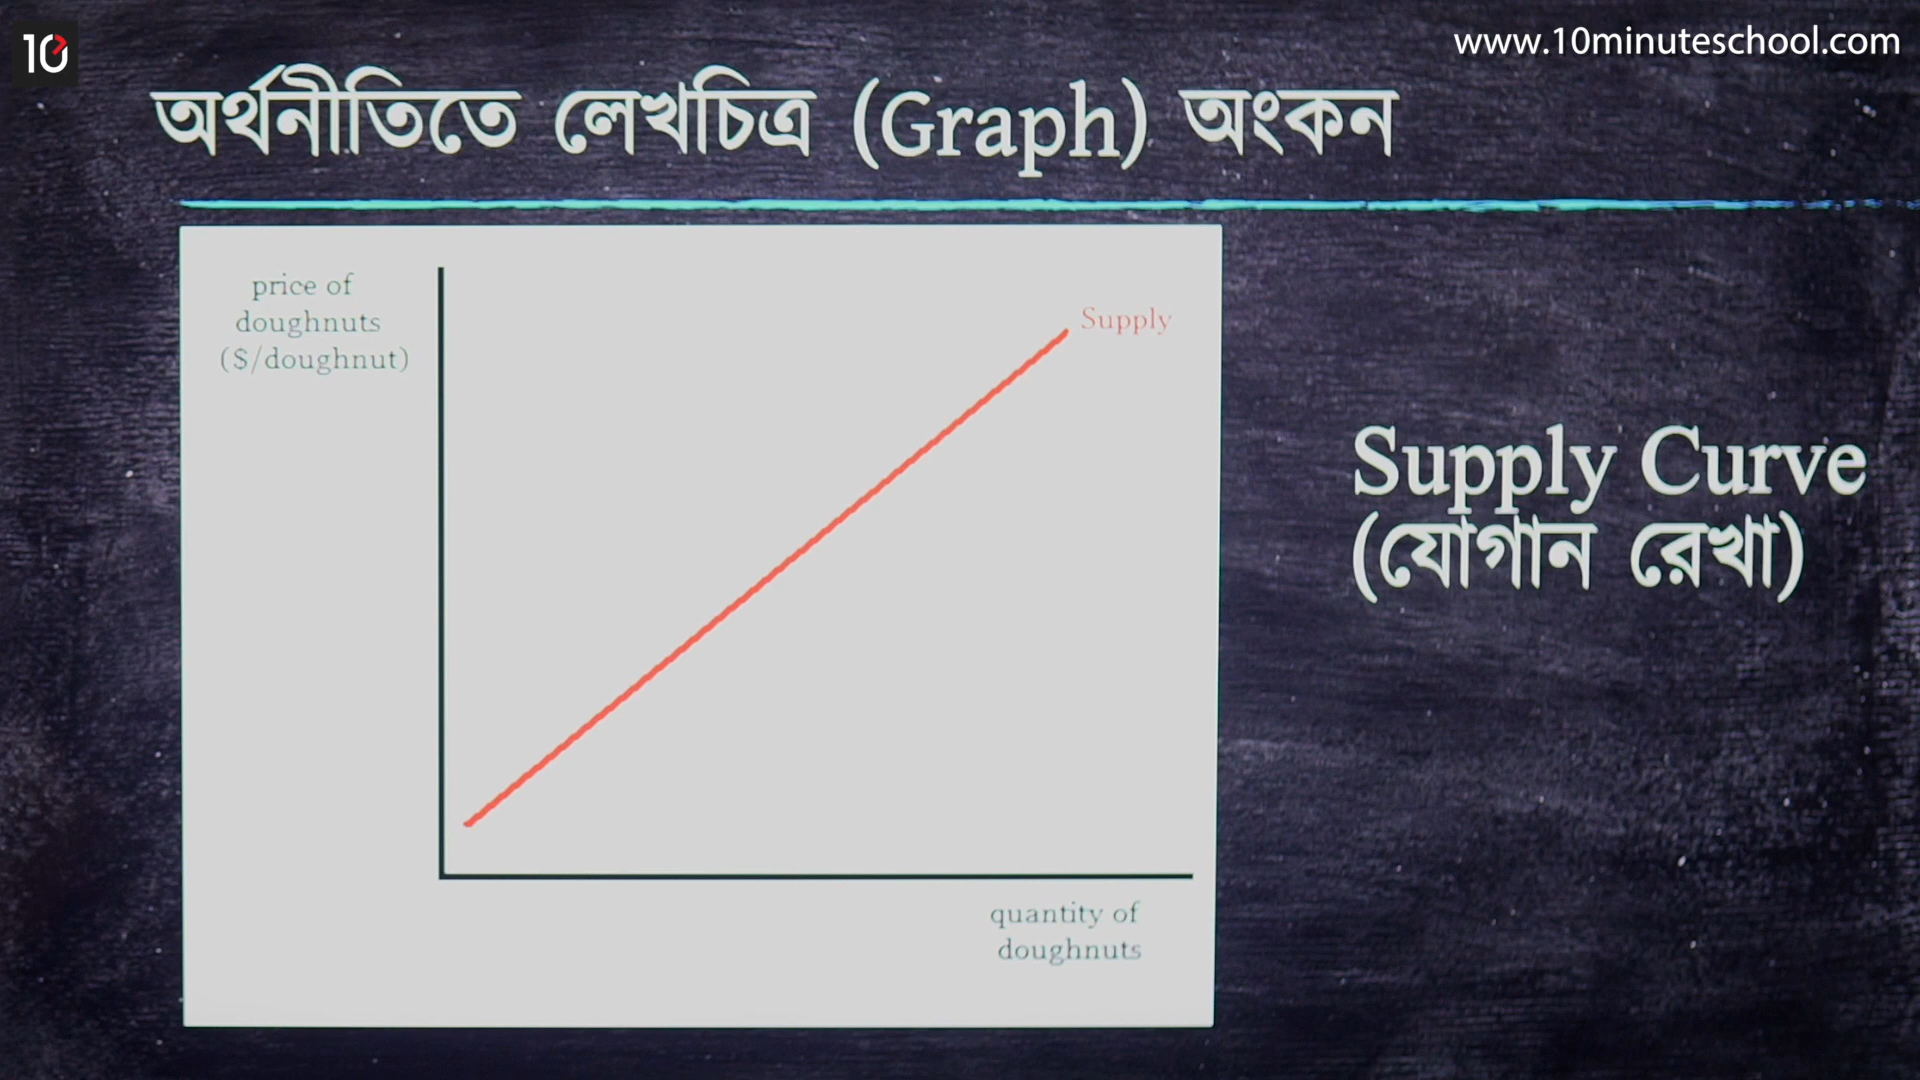 10
www.10minuteschool.com
অর্থনীতিতে লেখচিত্র (Graph) অংকন
price of
doughnuts
($/doughnut)
Supply
Supply Curve
(যোগান রেখা)
quantity of
doughnuts